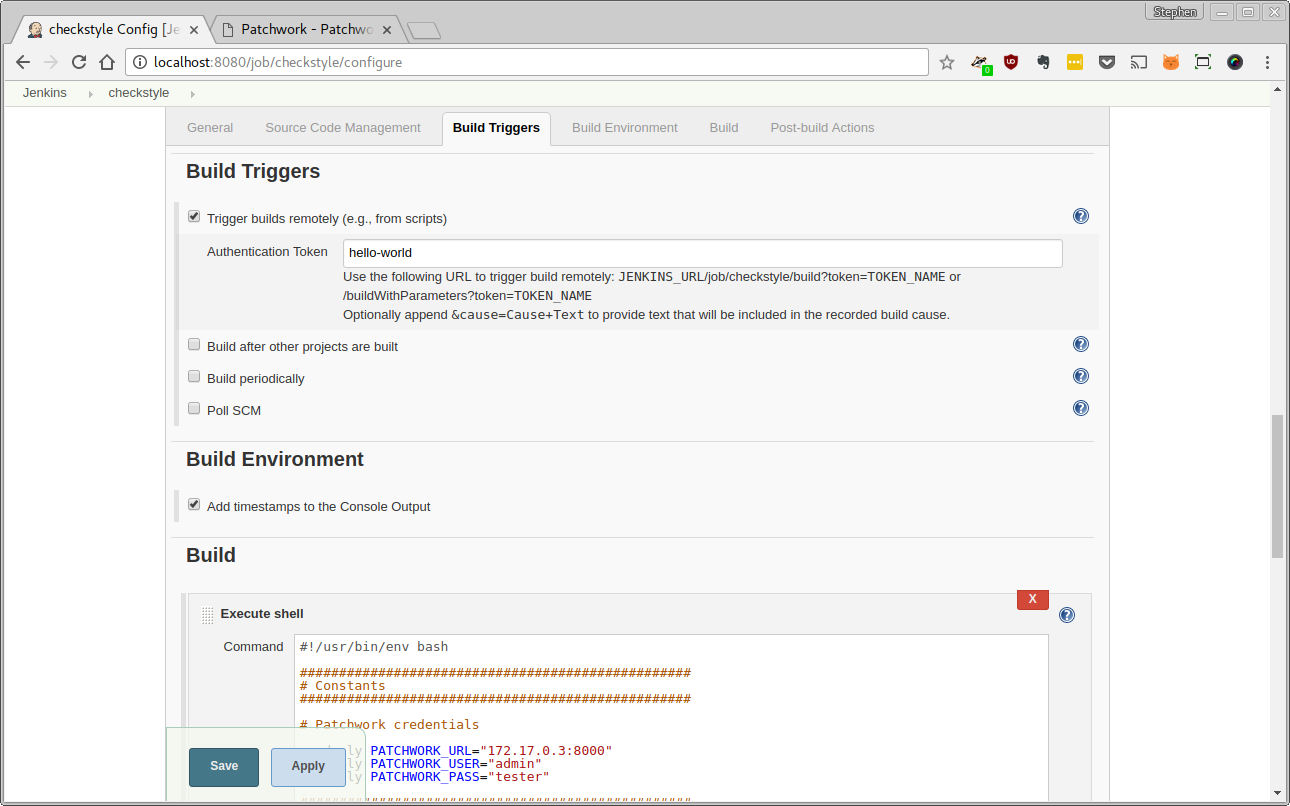 Stephen
checkstyle Config [Je
Patchwork - Patchwo
localhost:8080/job/checkstyle/configure
0
Jenkins
checkstyle
General
Source Code Management
Build Triggers
Build Environment
Build
Post-build Actions
Build Triggers
Trigger builds remotely (e.g., from scripts)
?
Authentication Token
hello-world
Use the following URL to trigger build remotely: JENKINS_URL/job/checkstyle/build?token=TOKEN_NAME or
/buildWithParameters?token=TOKEN_NAME
Optionally append &cause=Cause+Text to provide text that will be included in the recorded build cause.
Build after other projects are built
?
Build periodically
?
Poll SCM
?
Build Environment
Add timestamps to the Console Output
Build
X
Execute shell
?
Command
#!/usr/bin/env bash
##################################################
# Constants
##################################################
# Patchwork credentials
ly PATCHWORK_URL="172.17.0.3:8000"
ly PATCHWORK_USER="admin"
ly PATCHWORK_PASS="tester"
Save
Apply